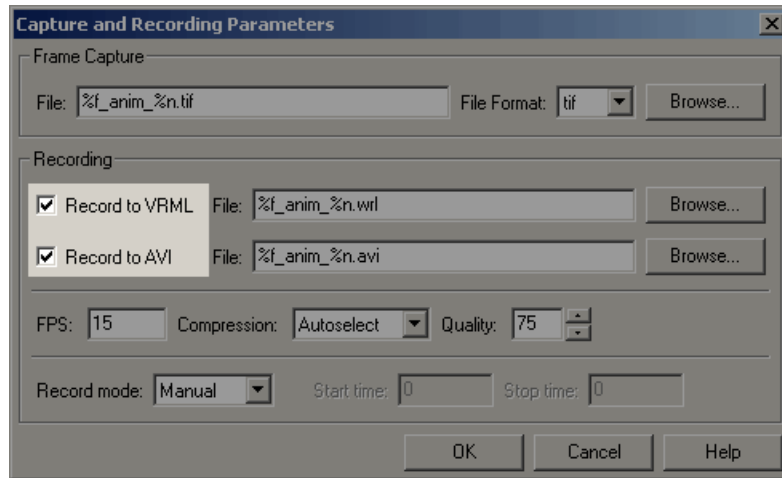 Capture and Recording Parameters
Frame Capture
File: %f_anim_%n.tif File Format: tif Browse...
Recording
Record to VRML File: %f_anim_%n.wrl Browse...
Record to AVI File: %f_anim_%n.avi Browse...
FPS: 15 Compression: Autoselect Quality: 75
Record mode: Manual Start time: 0 Stop time: 0
OK Cancel Help